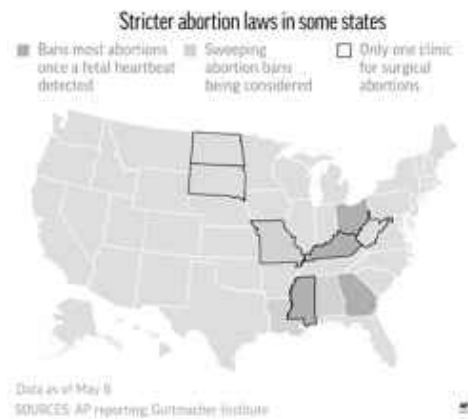 Stricter abortion laws in some states
Bans most abortions
once a fetal heartbeat
detected
Sweeping
abortion bans
being considered
Only one clinic
for surgical
abortions
Data as of May 8
SOURCES: AP reporting; Guttmacher Institute